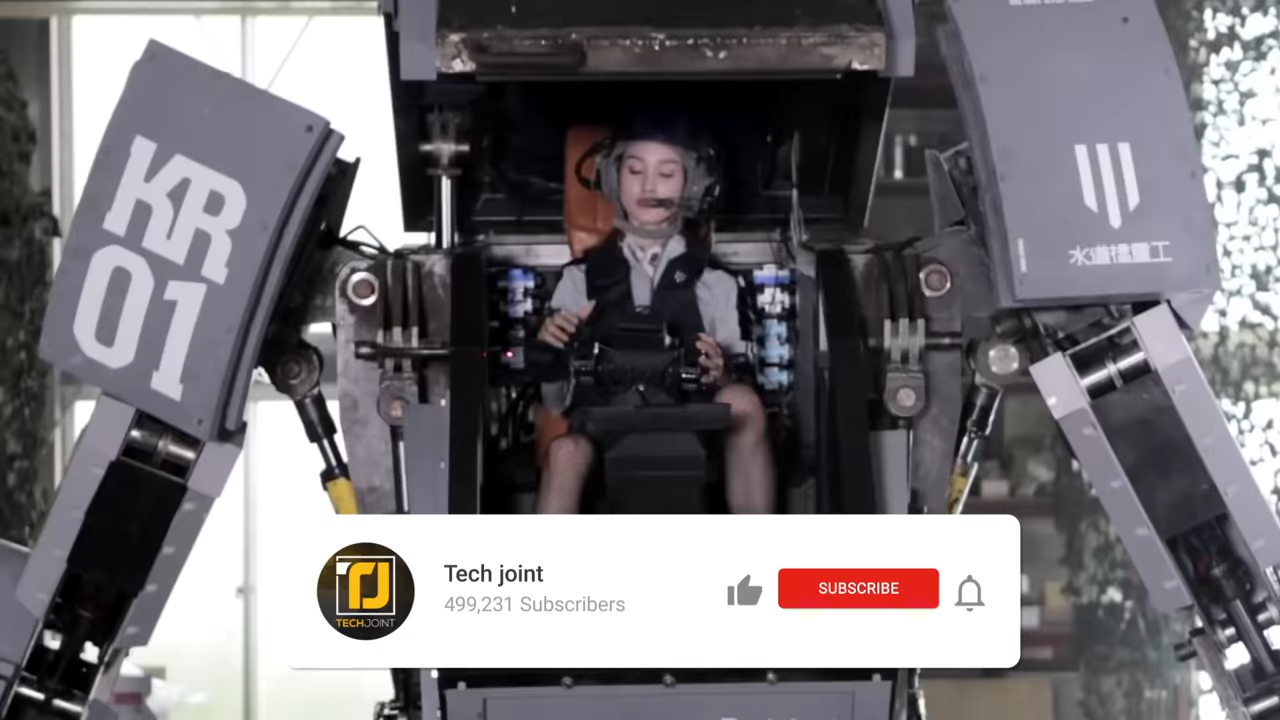 KR
01
水道橋重工
Tech joint
499,231 Subscribers
SUBSCRIBE
TJ
TECHJOINT